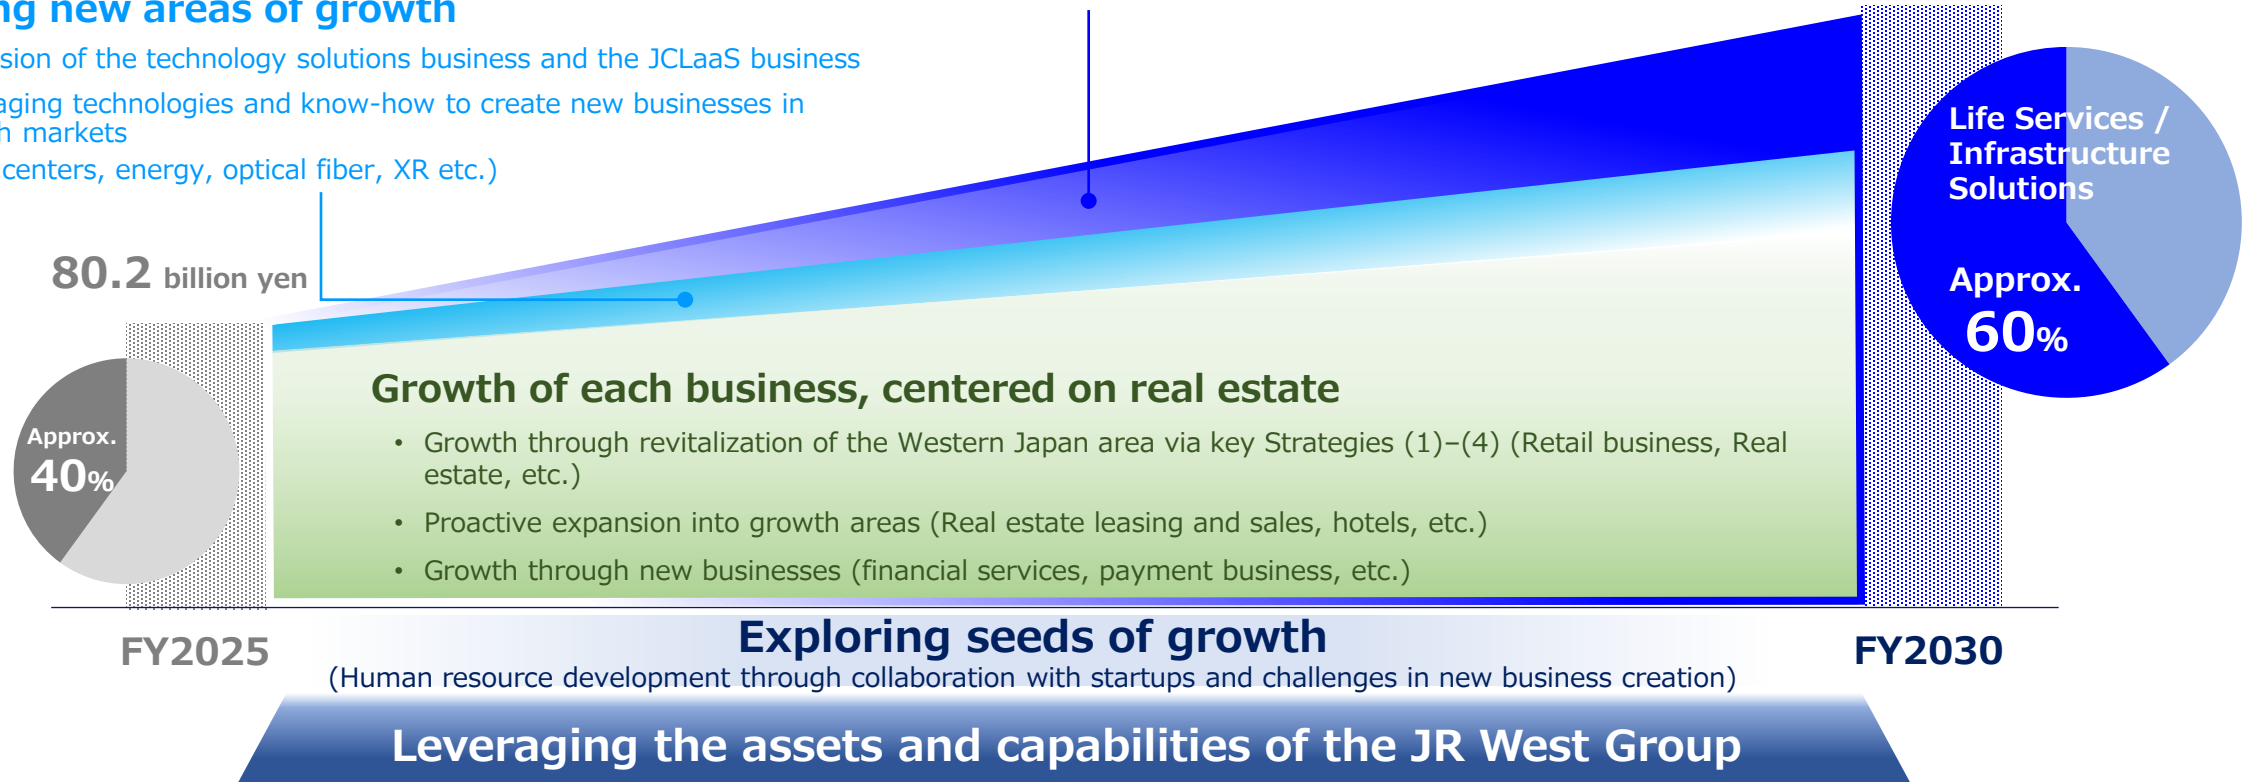 new areas of growth
of the technology solutions business and the JCLaaS business
technologies and know-how to create new businesses in
markets
centers, energy, optical fiber, XR etc.)
80.2 billion yen
Life Services /
Infrastructure
Solutions
Approx.
60%
Approx.
40%
Growth of each business, centered on real estate
• Growth through revitalization of the Western Japan area via key Strategies (1)–(4) (Retail business, Real
estate, etc.)
• Proactive expansion into growth areas (Real estate leasing and sales, hotels, etc.)
• Growth through new businesses (financial services, payment business, etc.)
FY2025
Exploring seeds of growth
FY2030
(Human resource development through collaboration with startups and challenges in new business creation)
Leveraging the assets and capabilities of the JR West Group